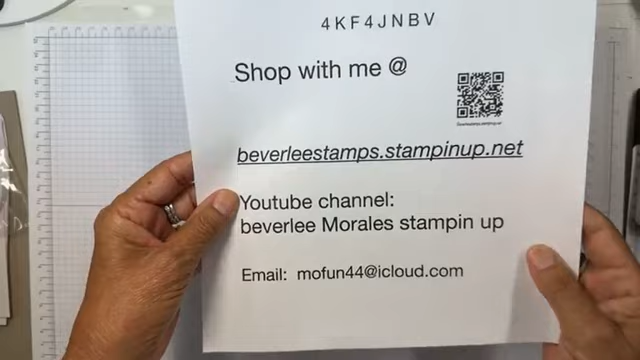 4KF4JNBV
Shop with me @
beverleestamps.stampinup.net
Youtube channel:
beverlee Morales stampin up
Email: mofun44@icloud.com